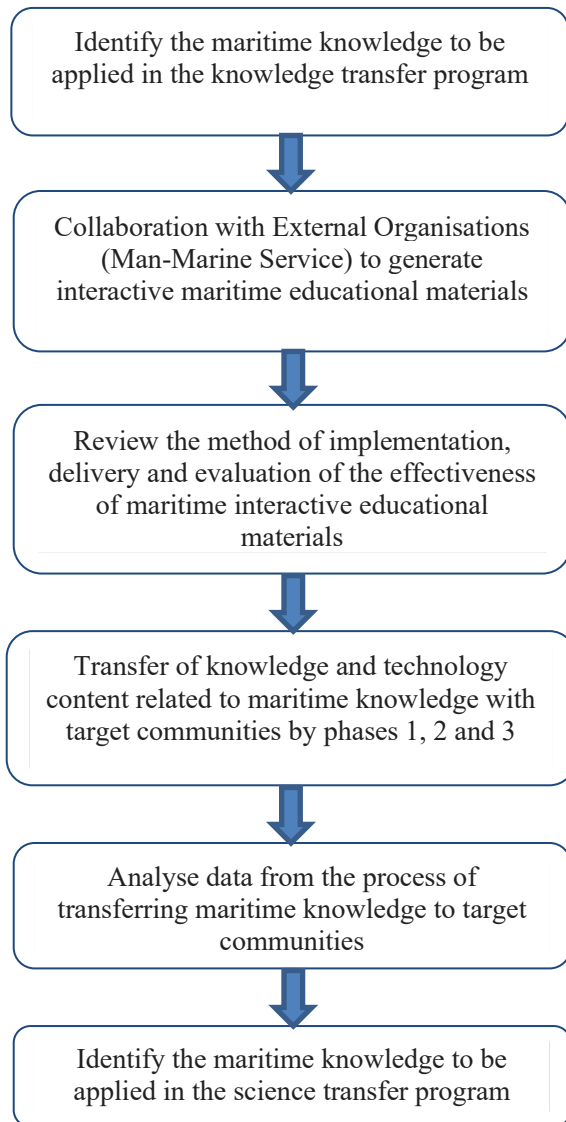 Identify the maritime knowledge to be
applied in the knowledge transfer program
Collaboration with External Organisations
(Man-Marine Service) to generate
interactive maritime educational materials
Review the method of implementation,
delivery and evaluation of the effectiveness
of maritime interactive educational
materials
Transfer of knowledge and technology
content related to maritime knowledge with
target communities by phases 1, 2 and 3
Analyse data from the process of
transferring maritime knowledge to target
communities
Identify the maritime knowledge to be
applied in the science transfer program